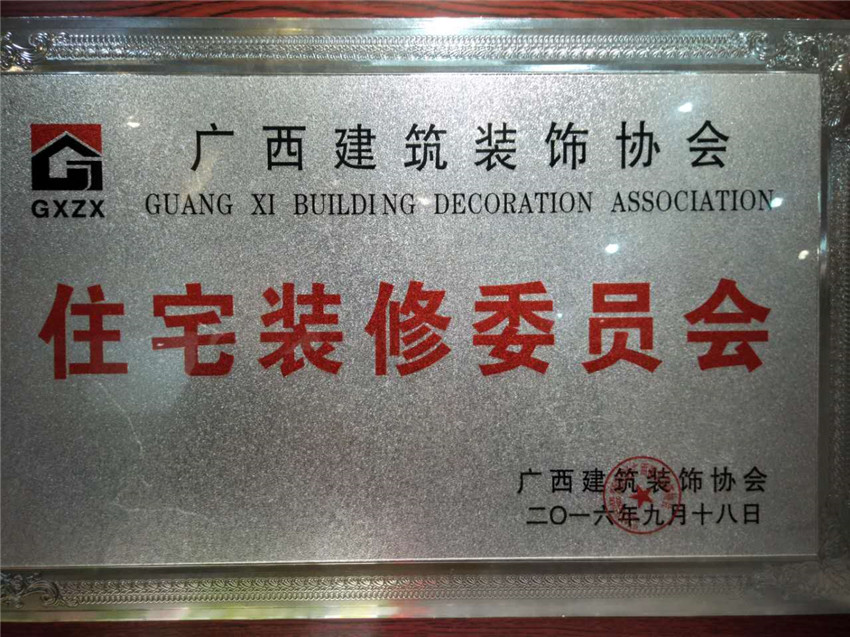 广西建筑装饰协会
GXZX
GUANG XI BUILDING DECORATION ASSOCIATION
住宅装修委员会
广西建筑装饰协会
二〇一六年九月十八日